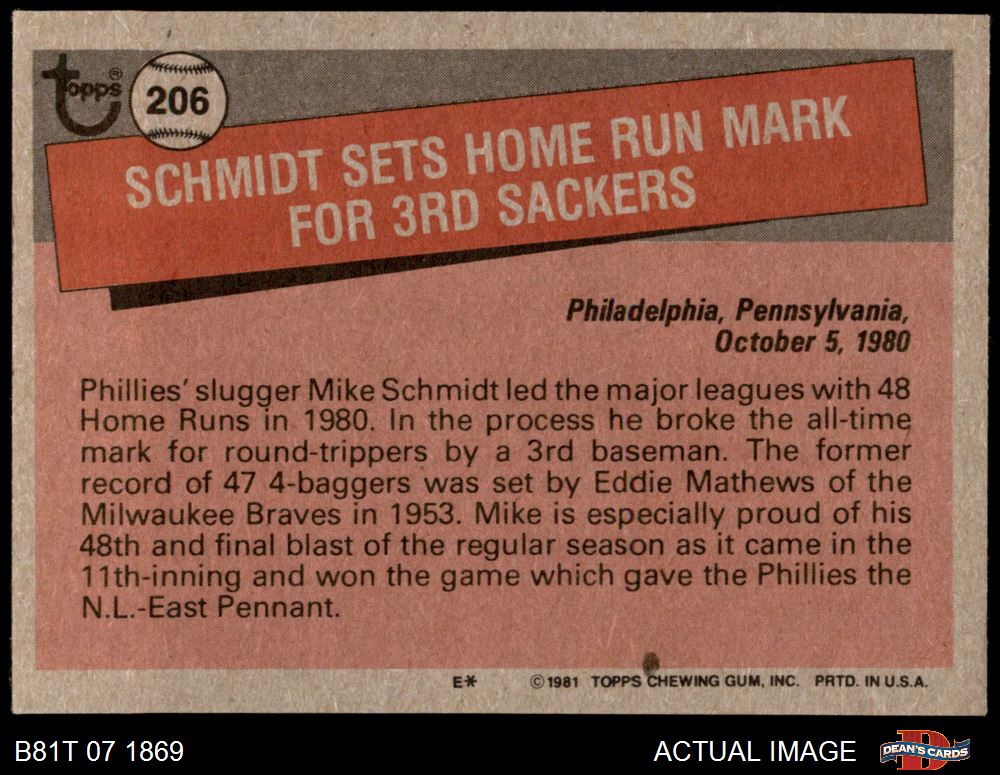 Topps®
206
SCHMIDT SETS HOME RUN MARK
FOR 3RD SACKERS
Philadelphia, Pennsylvania,
October 5, 1980
Phillies' slugger Mike Schmidt led the major leagues with 48
Home Runs in 1980. In the process he broke the all-time
mark for round-trippers by a 3rd baseman. The former
record of 47 4-baggers was set by Eddie Mathews of the
Milwaukee Braves in 1953. Mike is especially proud of his
48th and final blast of the regular season as it came in the
11th-inning and won the game which gave the Phillies the
N.L.-East Pennant.
E* ©1981 TOPPS CHEWING GUM, INC. PRTD. IN U.S.A.
B81T 07 1869 ACTUAL IMAGE DEAN'S CARDS